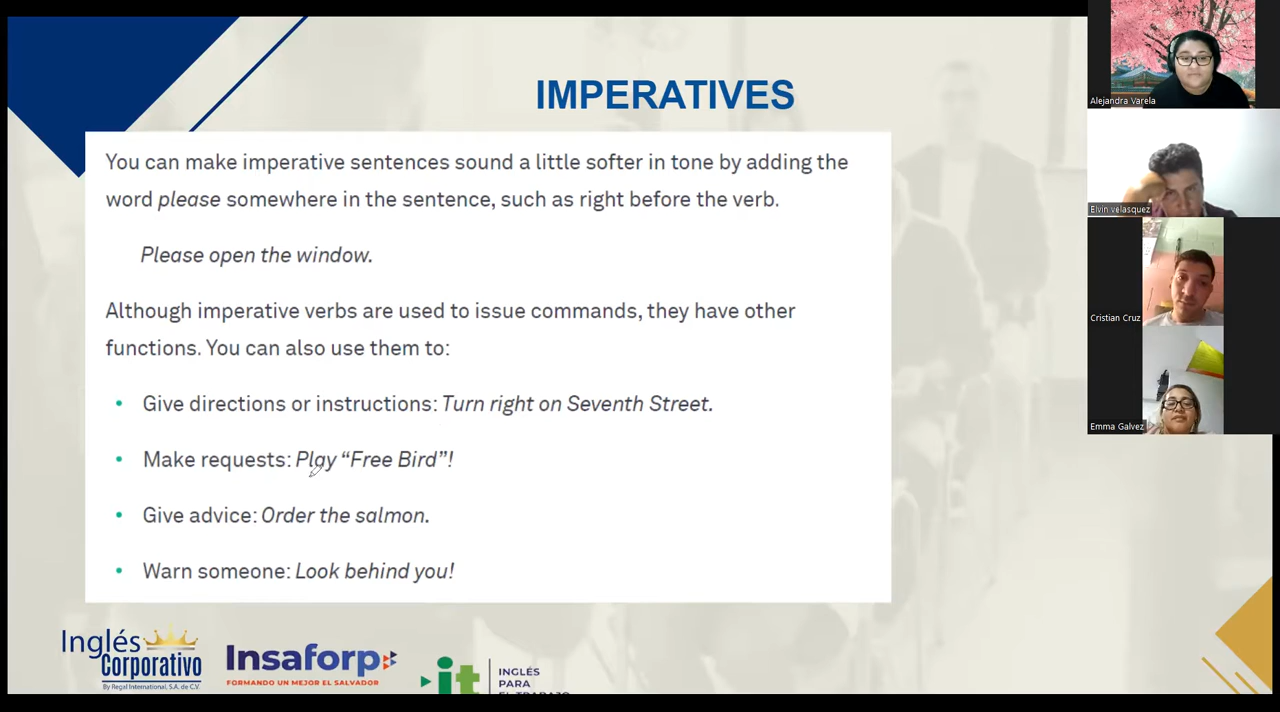 IMPERATIVES
You can make imperative sentences sound a little softer in tone by adding the
word please somewhere in the sentence, such as right before the verb.
Please open the window.
Although imperative verbs are used to issue commands, they have other
functions. You can also use them to:
• Give directions or instructions: Turn right on Seventh Street.
• Make requests: Play “Free Bird”!
• Give advice: Order the salmon.
• Warn someone: Look behind you!
Inglés
Corporativo
By Regal International, S.A. de C.V.
Insaforp
FORMANDO UN MEJOR EL SALVADOR
it
INGLÉS
PARA
EL TRABAJO
Alejandra Varela
Elvin velasquez
Cristian Cruz
Emma Galvez